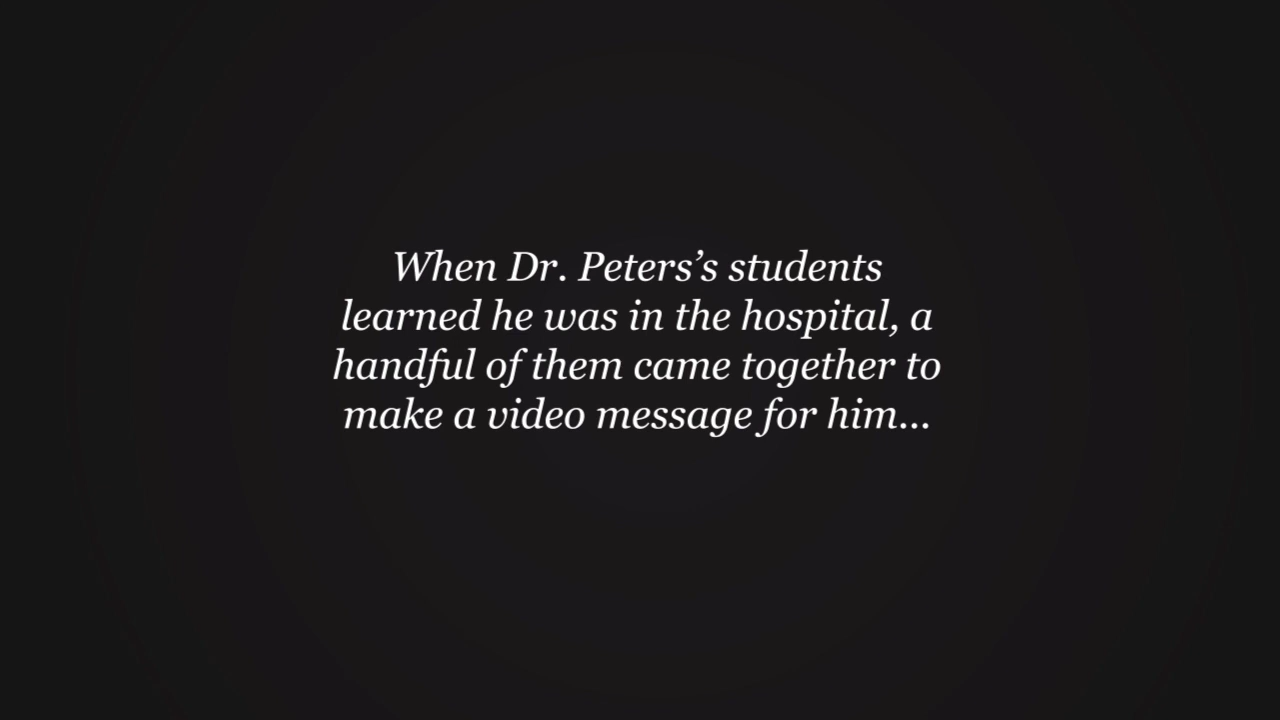 When Dr. Peters’s students
learned he was in the hospital, a
handful of them came together to
make a video message for him...